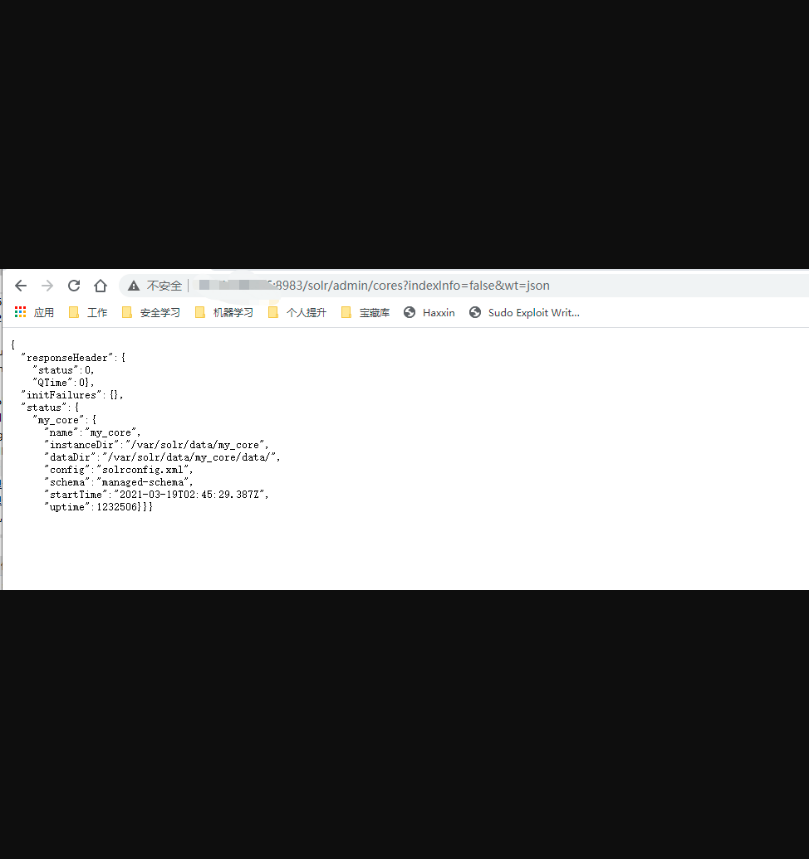 不安全 :8983/solr/admin/cores?indexInfo=false&wt=json
应用 工作 安全学习 机器学习 个人提升 宝藏库 Haxxin Sudo Exploit Writ...
{
"responseHeader":{
"status":0,
"QTime":0},
"initFailures":{},
"status":{
"my_core":{
"name":"my_core",
"instanceDir":"/var/solr/data/my_core",
"dataDir":"/var/solr/data/my_core/data/",
"config":"solrconfig.xml",
"schema":"managed-schema",
"startTime":"2021-03-19T02:45:29.387Z",
"uptime":1232506}}}